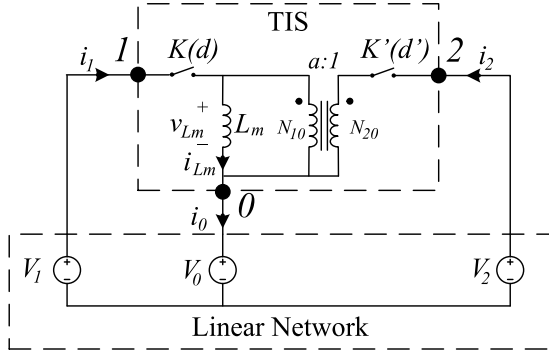 TIS
a:1
1 K(d) K'(d') 2
i1 i2
+
vLm Lm N10 N20
−
iLm
0
i0
V1 + - V0 + - V2 + -
Linear Network